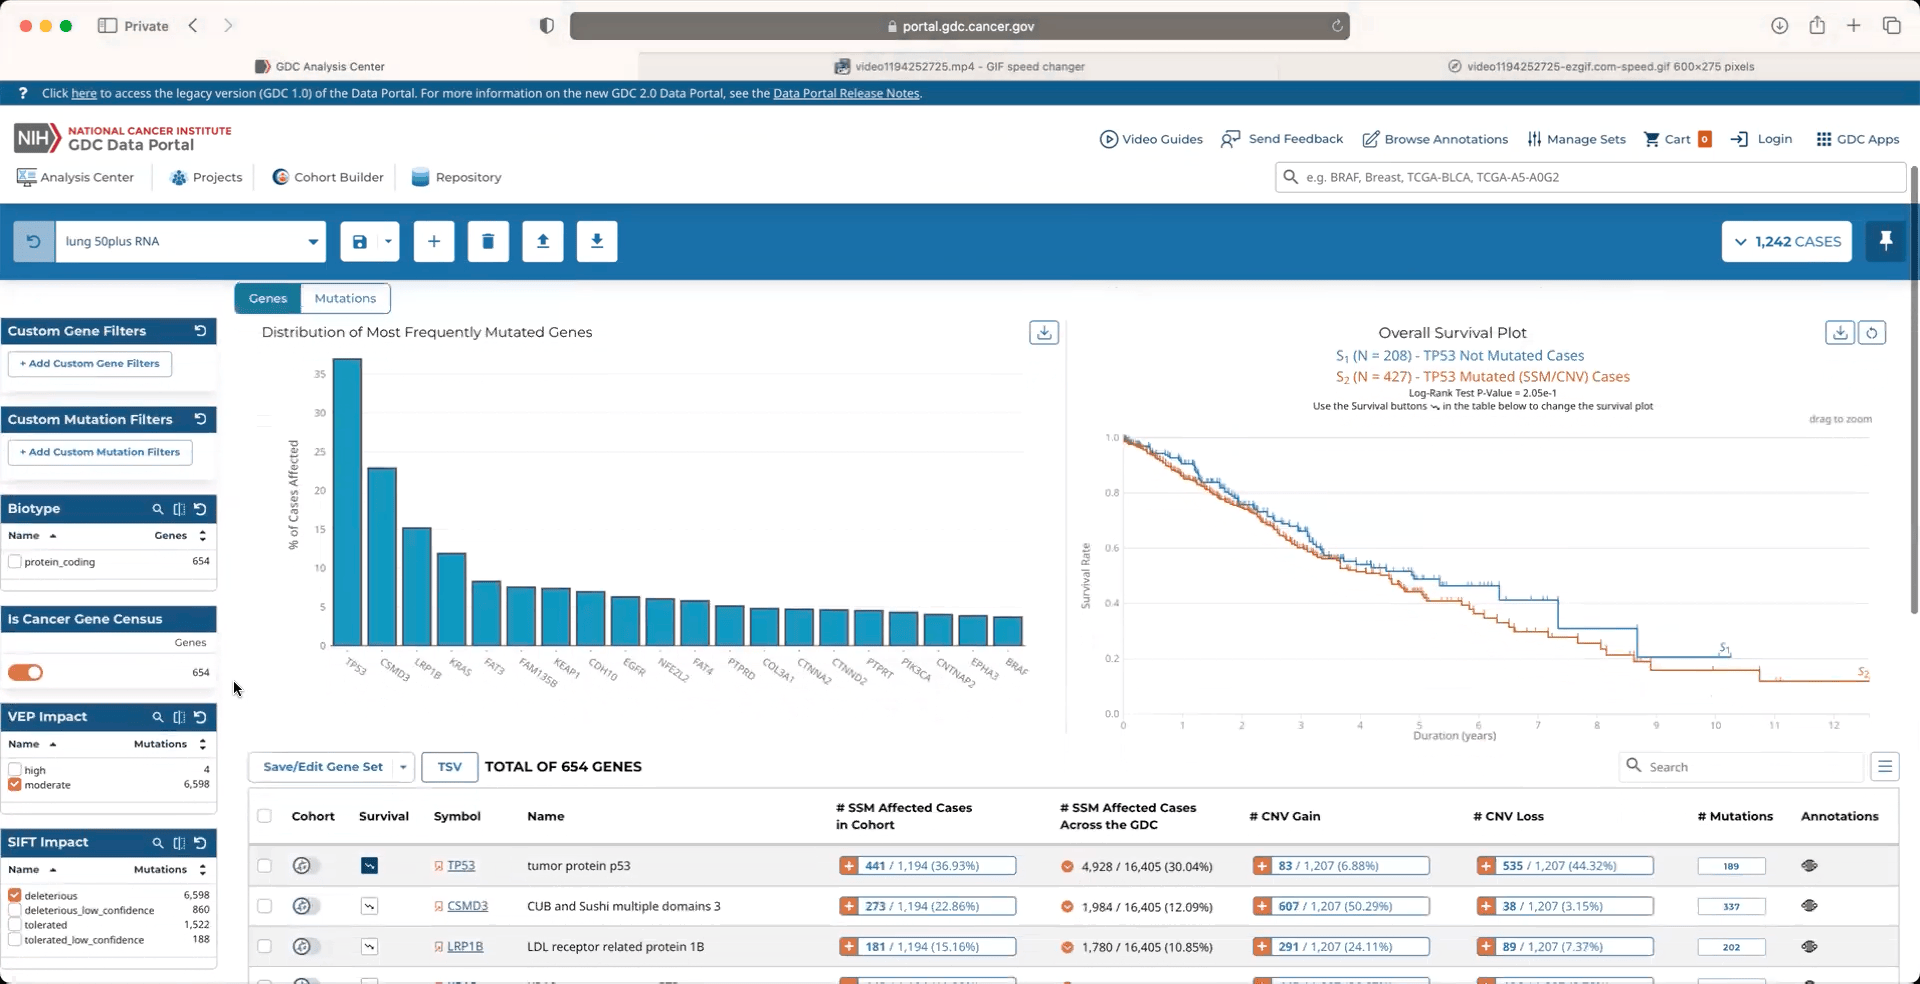 Private
portal.gdc.cancer.gov
GDC Analysis Center
video1194252725.mp4 - GIF speed changer
video1194252725-ezgif.com-speed.gif 600×275 pixels
? Click here to access the legacy version (GDC 1.0) of the Data Portal. For more information on the new GDC 2.0 Data Portal, see the Data Portal Release Notes.
NIH NATIONAL CANCER INSTITUTE
GDC Data Portal
Video Guides Send Feedback Browse Annotations Manage Sets Cart 0 Login GDC Apps
Analysis Center Projects Cohort Builder Repository
e.g. BRAF, Breast, TCGA-BLCA, TCGA-A5-A0G2
lung 50plus RNA
1,242 CASES
Genes Mutations
Custom Gene Filters
+ Add Custom Gene Filters
Custom Mutation Filters
+ Add Custom Mutation Filters
Biotype
Name Genes
protein_coding 654
Is Cancer Gene Census
Genes
654
VEP Impact
Name Mutations
high 4
moderate 6,598
SIFT Impact
Name Mutations
deleterious 6,598
deleterious_low_confidence 860
tolerated 1,522
tolerated_low_confidence 188
Distribution of Most Frequently Mutated Genes
% of Cases Affected
35
30
25
20
15
10
5
0
TP53 CSMD3 LRP1B KRAS FAT3 FAM135B KEAP1 CDH10 EGFR NFE2L2 FAT4 PTPRD COL3A1 CTNNA2 CTNND2 PTPRT PIK3CA CNTNAP2 EPHA3 BRAF
Overall Survival Plot
S1 (N = 208) - TP53 Not Mutated Cases
S2 (N = 427) - TP53 Mutated (SSM/CNV) Cases
Log-Rank Test P-Value = 2.05e-1
Use the Survival buttons in the table below to change the survival plot
drag to zoom
Survival Rate
1.0
0.8
0.6
0.4
0.2
0.0
S1
S2
0 1 2 3 4 5 6 7 8 9 10 11 12
Duration (years)
Save/Edit Gene Set TSV TOTAL OF 654 GENES
Search
Cohort Survival Symbol Name # SSM Affected Cases in Cohort # SSM Affected Cases Across the GDC # CNV Gain # CNV Loss # Mutations Annotations
TP53 tumor protein p53 441 / 1,194 (36.93%) 4,928 / 16,405 (30.04%) 83 / 1,207 (6.88%) 535 / 1,207 (44.32%) 189
CSMD3 CUB and Sushi multiple domains 3 273 / 1,194 (22.86%) 1,984 / 16,405 (12.09%) 607 / 1,207 (50.29%) 38 / 1,207 (3.15%) 337
LRP1B LDL receptor related protein 1B 181 / 1,194 (15.16%) 1,780 / 16,405 (10.85%) 291 / 1,207 (24.11%) 89 / 1,207 (7.37%) 202